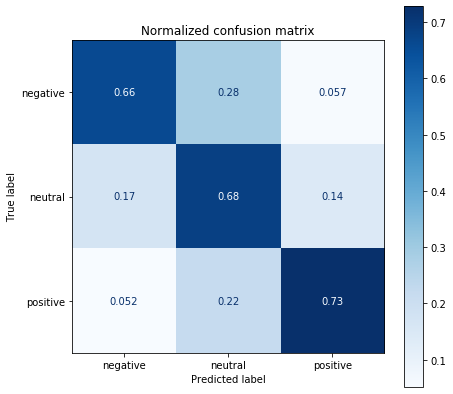 Normalized confusion matrix
True label
negative
0.66 0.28 0.057
neutral
0.17 0.68 0.14
positive
0.052 0.22 0.73
negative neutral positive
Predicted label
0.7
0.6
0.5
0.4
0.3
0.2
0.1